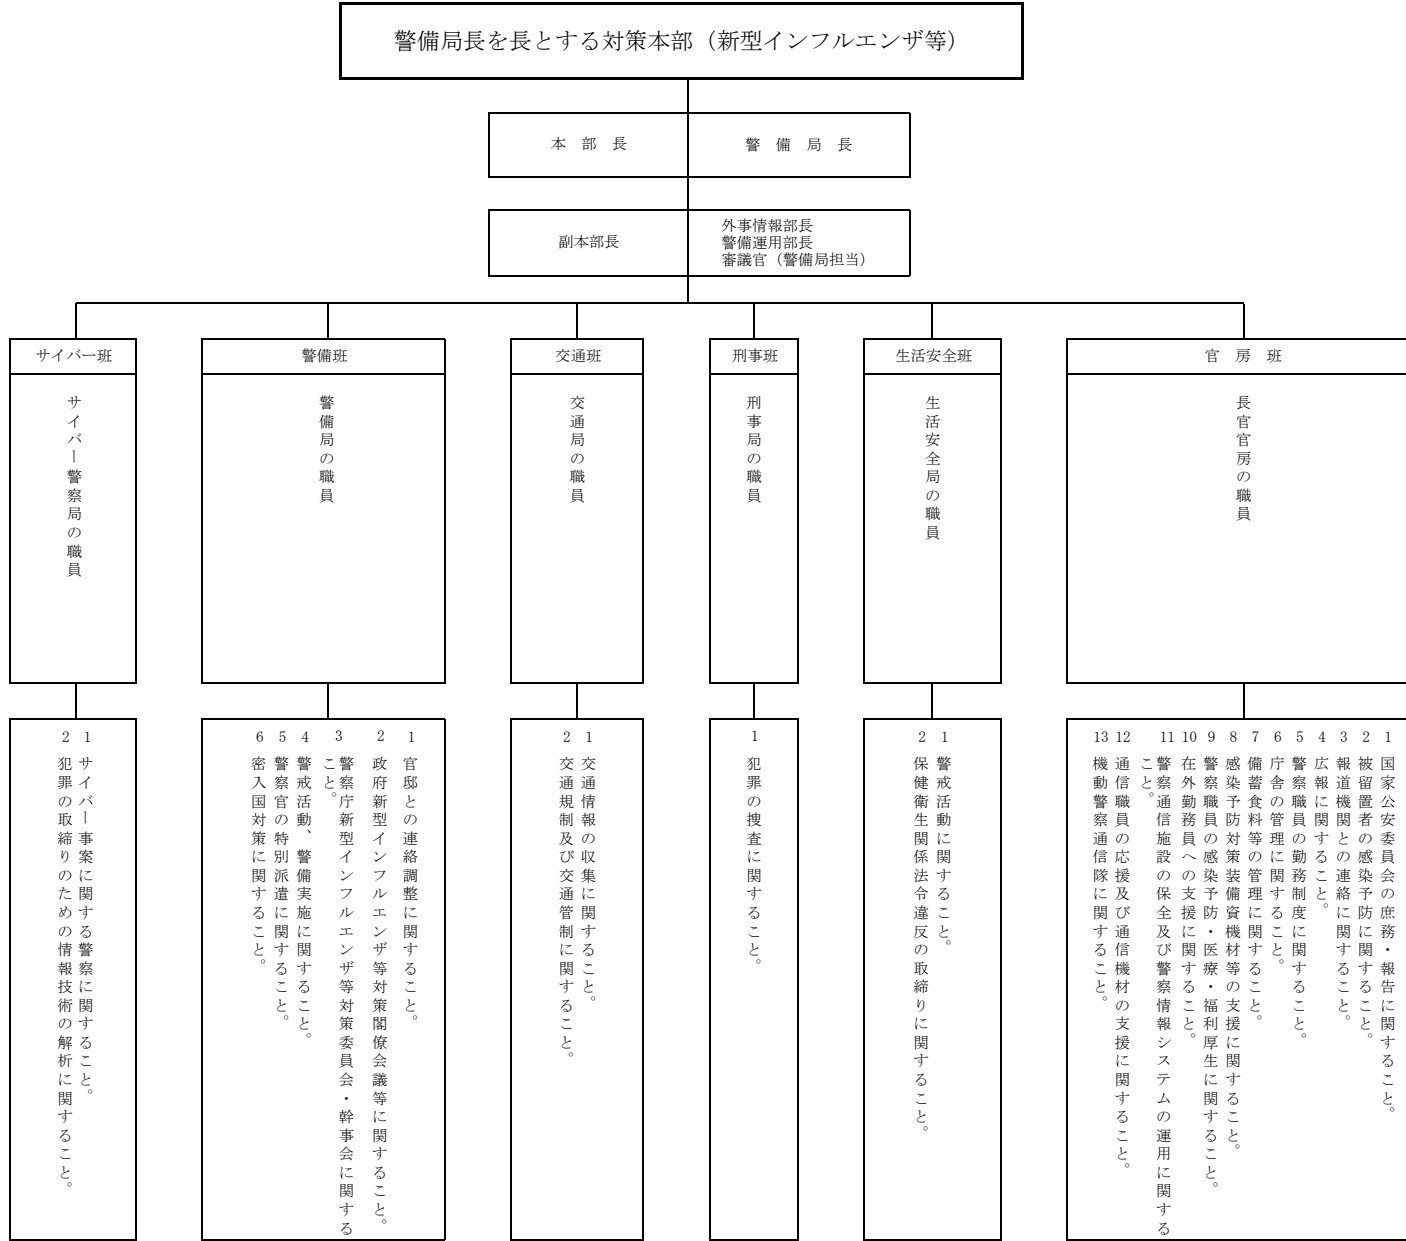 警備局長を長とする対策本部（新型インフルエンザ等）
本部長
警備局長
副本部長
外事情報部長
警備運用部長
審議官（警備局担当）
官房班
長官官房の職員
1 国家公安委員会の庶務・報告に関すること。
2 被留置者の感染予防に関すること。
3 報道機関との連絡に関すること。
4 広報に関すること。
5 警察職員の勤務制度に関すること。
6 庁舎の管理に関すること。
7 備蓄食料等の管理に関すること。
8 感染予防対策装備資機材等の支援に関すること。
9 警察職員の感染予防・医療・福利厚生に関すること。
10 在外勤務員への支援に関すること。
11 警察通信施設の保全及び警察情報システムの運用に関する
こと。
12 通信職員の応援及び通信機材の支援に関すること。
13 機動警察通信隊に関すること。
生活安全班
生活安全局の職員
1 警戒活動に関すること。
2 保健衛生関係法令違反の取締りに関すること。
刑事班
刑事局の職員
1 犯罪の捜査に関すること。
交通班
交通局の職員
1 交通情報の収集に関すること。
2 交通規制及び交通管制に関すること。
警備班
警備局の職員
1 官邸との連絡調整に関すること。
2 政府新型インフルエンザ等対策閣僚会議等に関すること。
3 警察庁新型インフルエンザ等対策委員会・幹事会に関する
こと。
4 警戒活動、警備実施に関すること。
5 警察官の特別派遣に関すること。
6 密入国対策に関すること。
サイバー班
サイバー警察局の職員
1 サイバー事案に関する警察に関すること。
2 犯罪の取締りのための情報技術の解析に関すること。